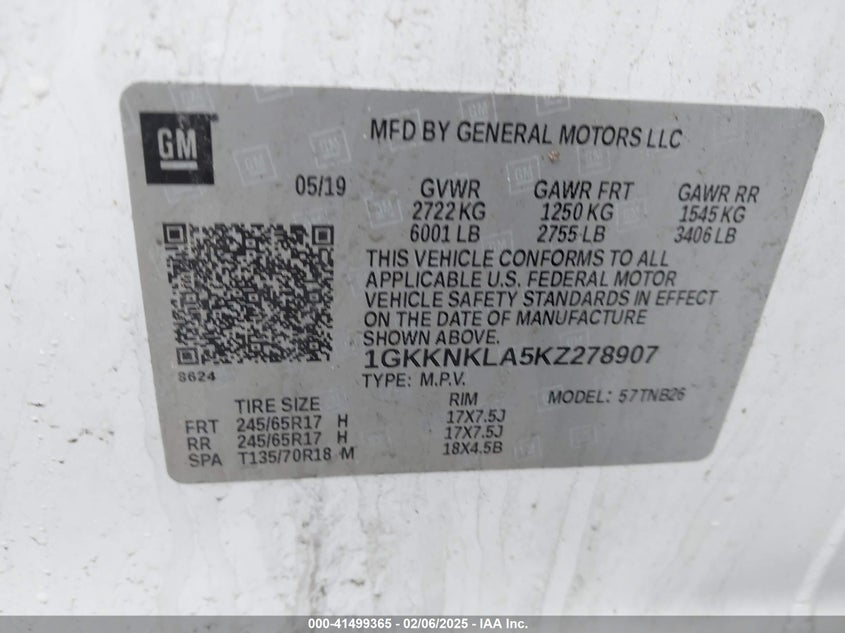 GM
MFD BY GENERAL MOTORS LLC
05/19 GVWR GAWR FRT GAWR RR
2722 KG 1250 KG 1545 KG
6001 LB 2755 LB 3406 LB
THIS VEHICLE CONFORMS TO ALL
APPLICABLE U.S. FEDERAL MOTOR
VEHICLE SAFETY STANDARDS IN EFFECT
ON THE DATE OF MANUFACTURE
SHOWN ABOVE.
1GKKNKLA5KZ278907
8624
TYPE: M.P.V. MODEL: 57TNB26
TIRE SIZE RIM
FRT 245/65R17 H 17X7.5J
RR 245/65R17 H 17X7.5J
SPA T135/70R18 M 18X4.5B
000-41499365 - 02/06/2025 - IAA Inc.